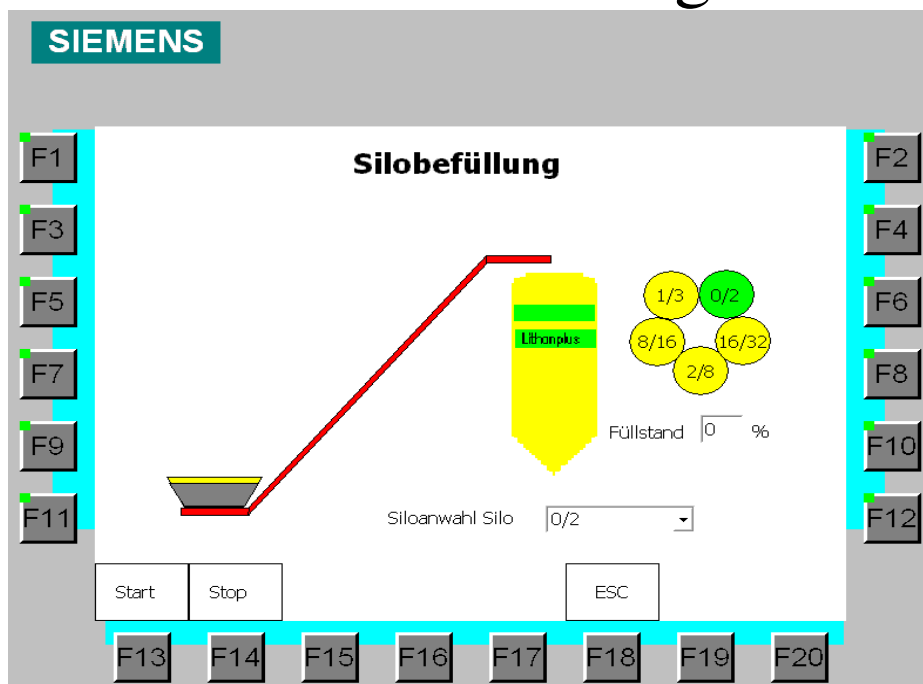 SIEMENS
F1
Silobefüllung
F2
F3
F4
F5
1/3
0/2
F6
Lithonplus
8/16
16/32
F7
2/8
F8
F9
Füllstand 0 %
F10
F11
Siloanwahl Silo 0/2
F12
Start Stop ESC
F13 F14 F15 F16 F17 F18 F19 F20